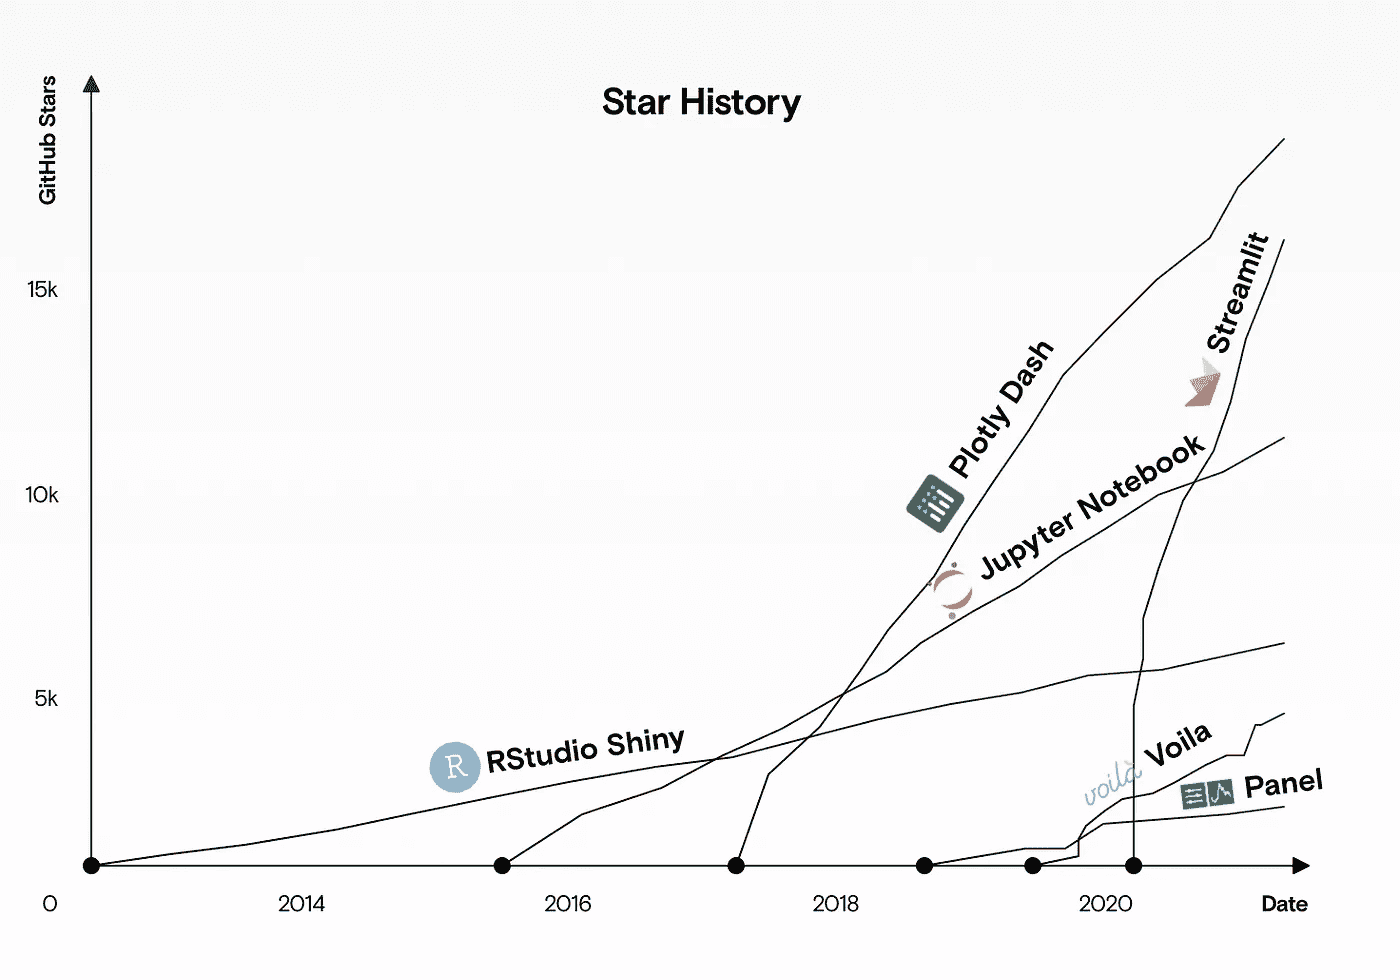 Star History
GitHub Stars
15k
10k
5k
0
Plotly Dash
Streamlit
Jupyter Notebook
R RStudio Shiny
voilà Voila
Panel
2014
2016
2018
2020
Date